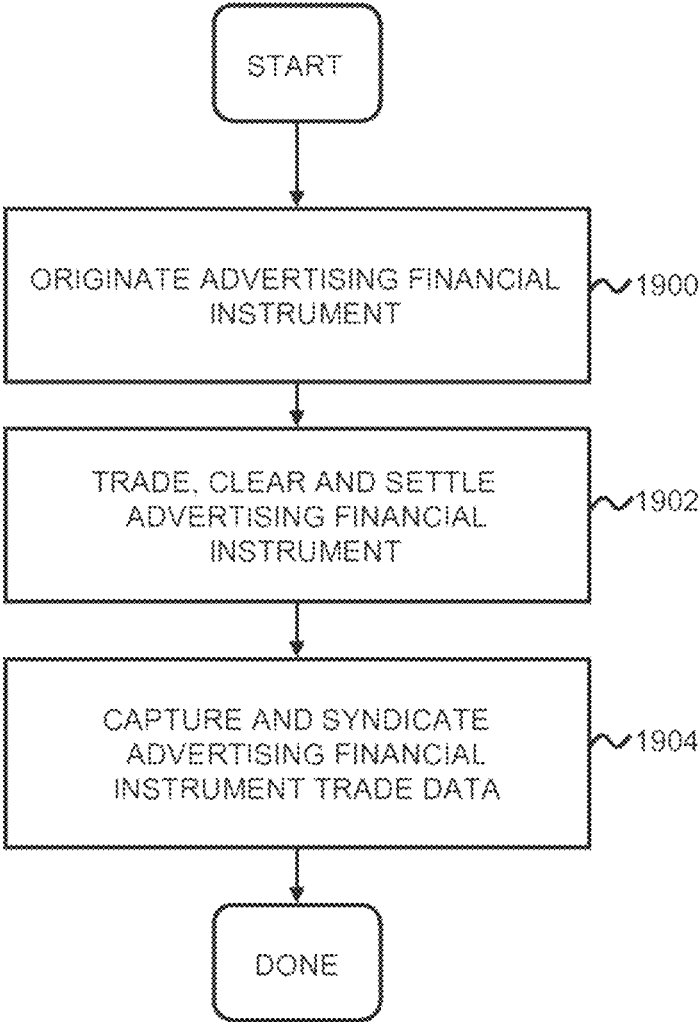 START
ORIGINATE ADVERTISING FINANCIAL
INSTRUMENT
1900
TRADE, CLEAR AND SETTLE
ADVERTISING FINANCIAL
INSTRUMENT
1902
CAPTURE AND SYNDICATE
ADVERTISING FINANCIAL
INSTRUMENT TRADE DATA
1904
DONE